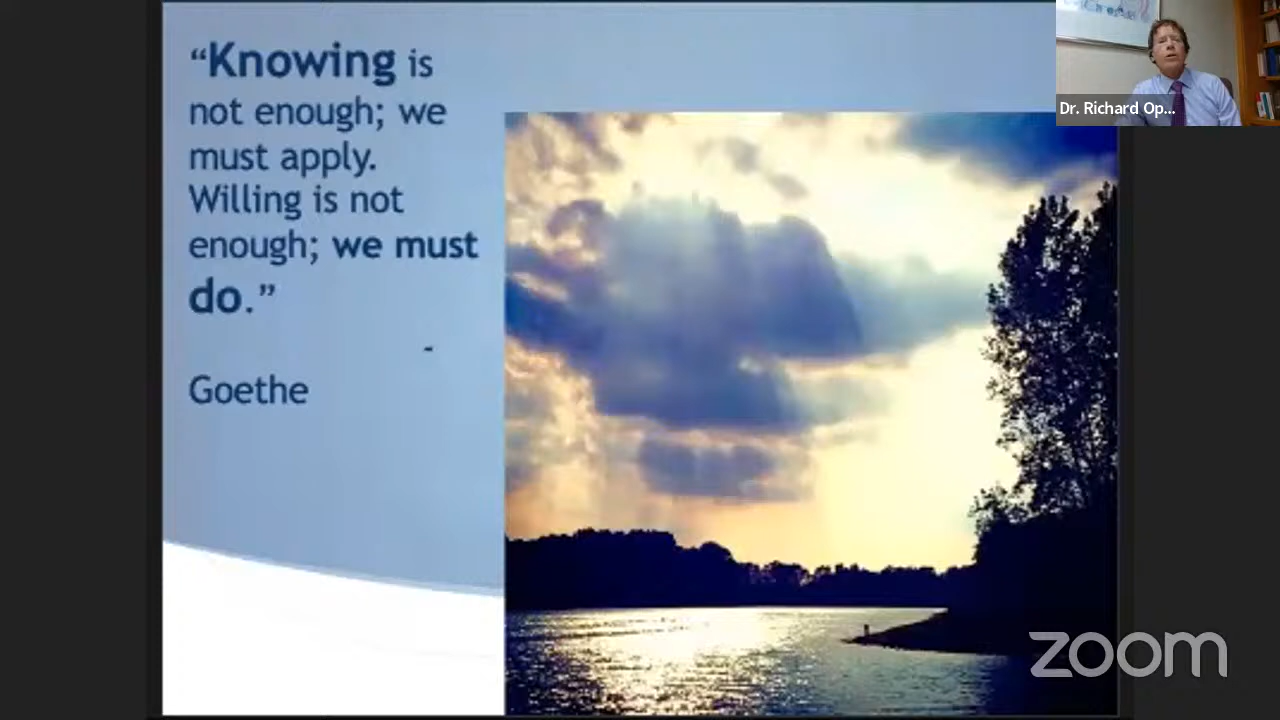 “Knowing is
not enough; we
must apply.
Willing is not
enough; we must
do.”
-
Goethe
Dr. Richard Op...
zoom